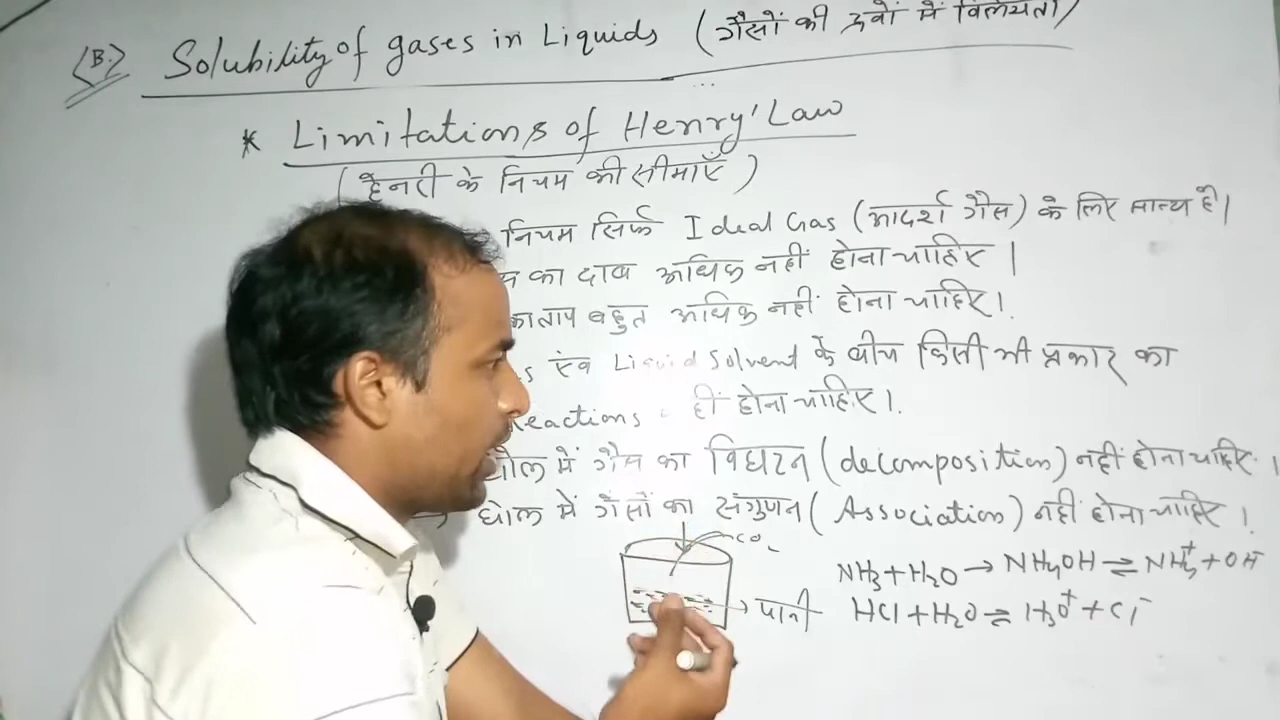 <B.> Solubility of gases in Liquids (गैसों की द्रवों में विलेयता)
* Limitations of Henry' Law
(हेनरी के नियम की सीमाएँ)
नियम सिर्फ Ideal Gas (आदर्श गैस) के लिए मान्य है।
का दाब अधिक नहीं होना चाहिए।
का ताप बहुत अधिक नहीं होना चाहिए।
एंव Liquid Solvent के बीच किसी भी प्रकार का
Reactions होना चाहिए।
घोल में गैस का विघटन (decomposition) नहीं होना चाहिए।
→ घोल में गैसों का संगुणन (Association) नहीं होना चाहिए।
CO₂
→ पानी
NH₃ + H₂O → NH₄OH ⇌ NH₄⁺ + OH⁻
HCl + H₂O ⇌ H₃O⁺ + Cl⁻